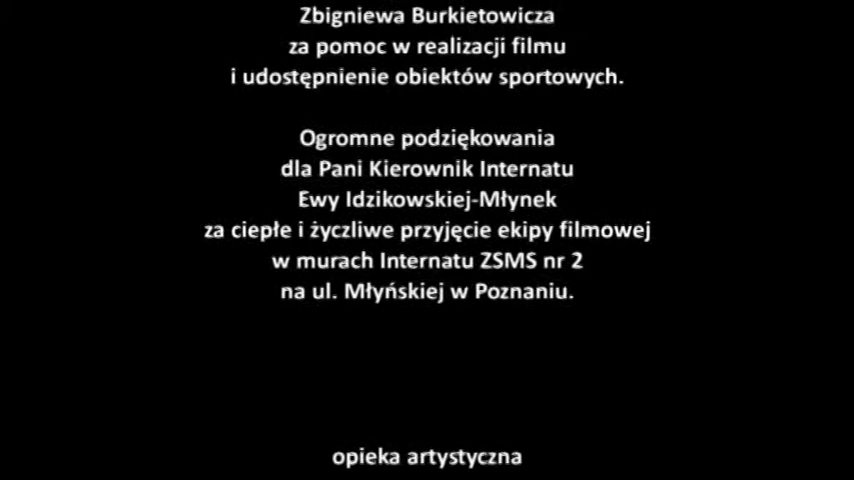 Zbigniewa Burkietowicza
za pomoc w realizacji filmu
i udostępnienie obiektów sportowych.
Ogromne podziękowania
dla Pani Kierownik Internatu
Ewy Idzikowskiej-Młynek
za ciepłe i życzliwe przyjęcie ekipy filmowej
w murach Internatu ZSMS nr 2
na ul. Młyńskiej w Poznaniu.
opieka artystyczna